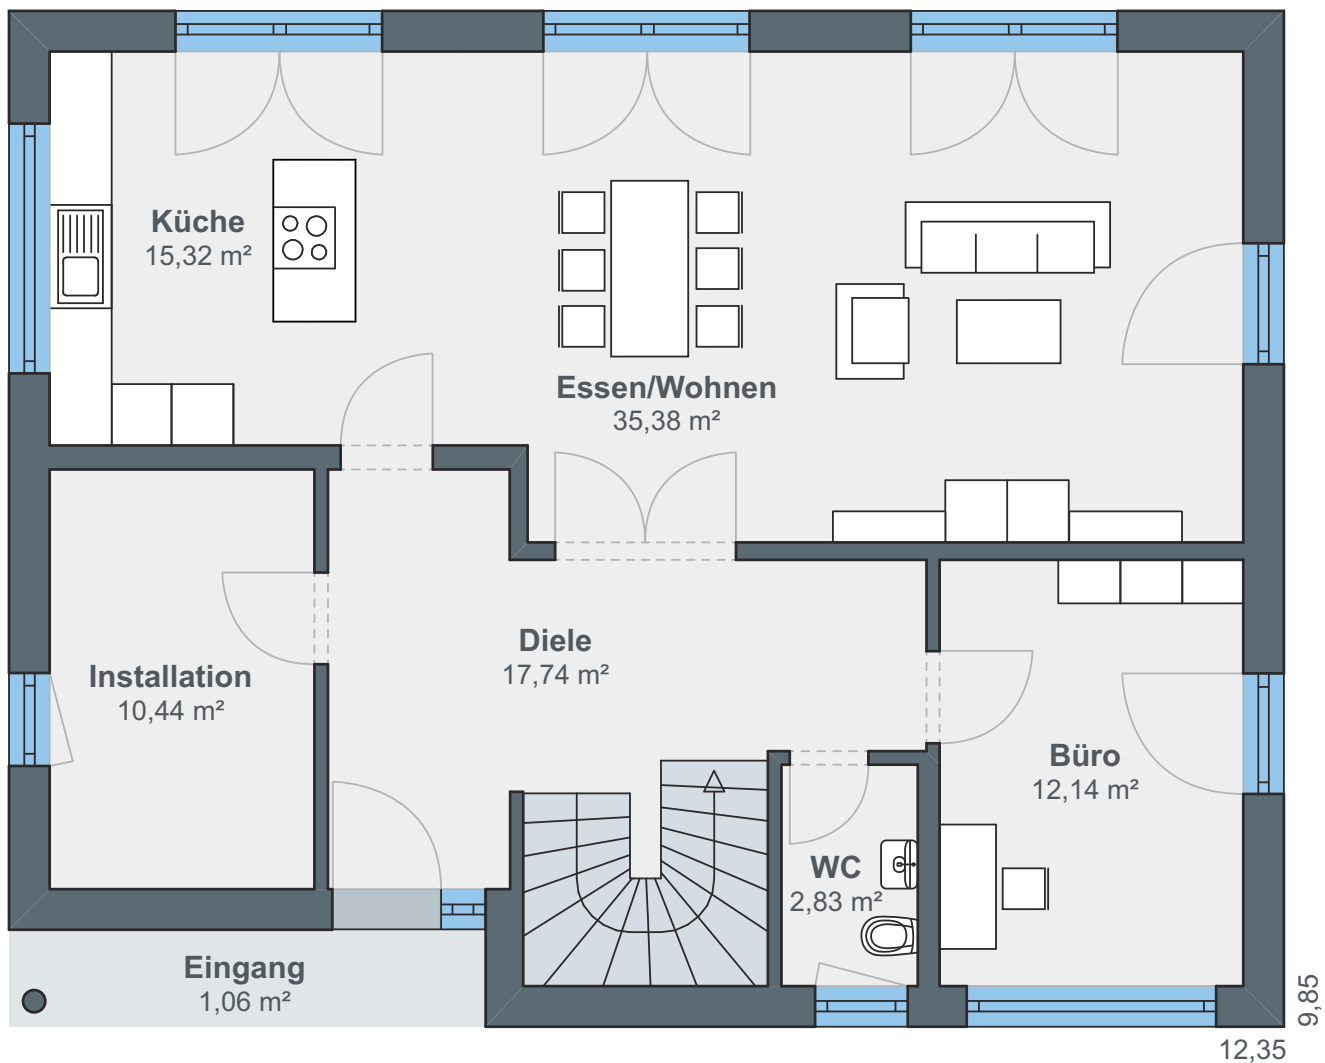 Küche
15,32 m²
Essen/Wohnen
35,38 m²
Diele
17,74 m²
Installation
10,44 m²
Büro
12,14 m²
WC
2,83 m²
Eingang
1,06 m²
9,85
12,35